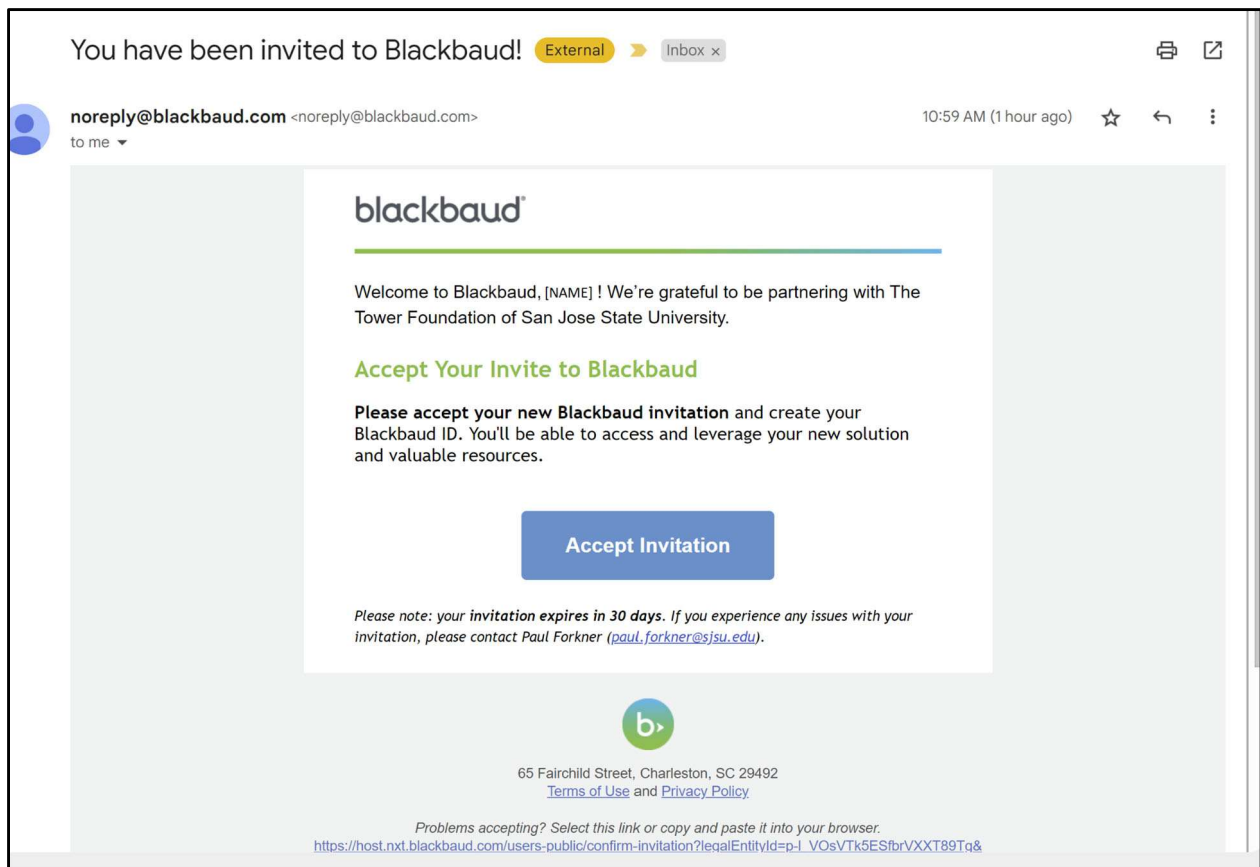 You have been invited to Blackbaud! External Inbox ×
noreply@blackbaud.com <noreply@blackbaud.com> 10:59 AM (1 hour ago)
to me
blackbaud®
Welcome to Blackbaud, [NAME] ! We’re grateful to be partnering with The
Tower Foundation of San Jose State University.
Accept Your Invite to Blackbaud
Please accept your new Blackbaud invitation and create your
Blackbaud ID. You'll be able to access and leverage your new solution
and valuable resources.
Accept Invitation
Please note: your invitation expires in 30 days. If you experience any issues with your
invitation, please contact Paul Forkner (paul.forkner@sjsu.edu).
b
65 Fairchild Street, Charleston, SC 29492
Terms of Use and Privacy Policy
Problems accepting? Select this link or copy and paste it into your browser.
https://host.nxt.blackbaud.com/users-public/confirm-invitation?legalEntityId=p-l_VOsVTk5ESfbrVXXT89Tg&